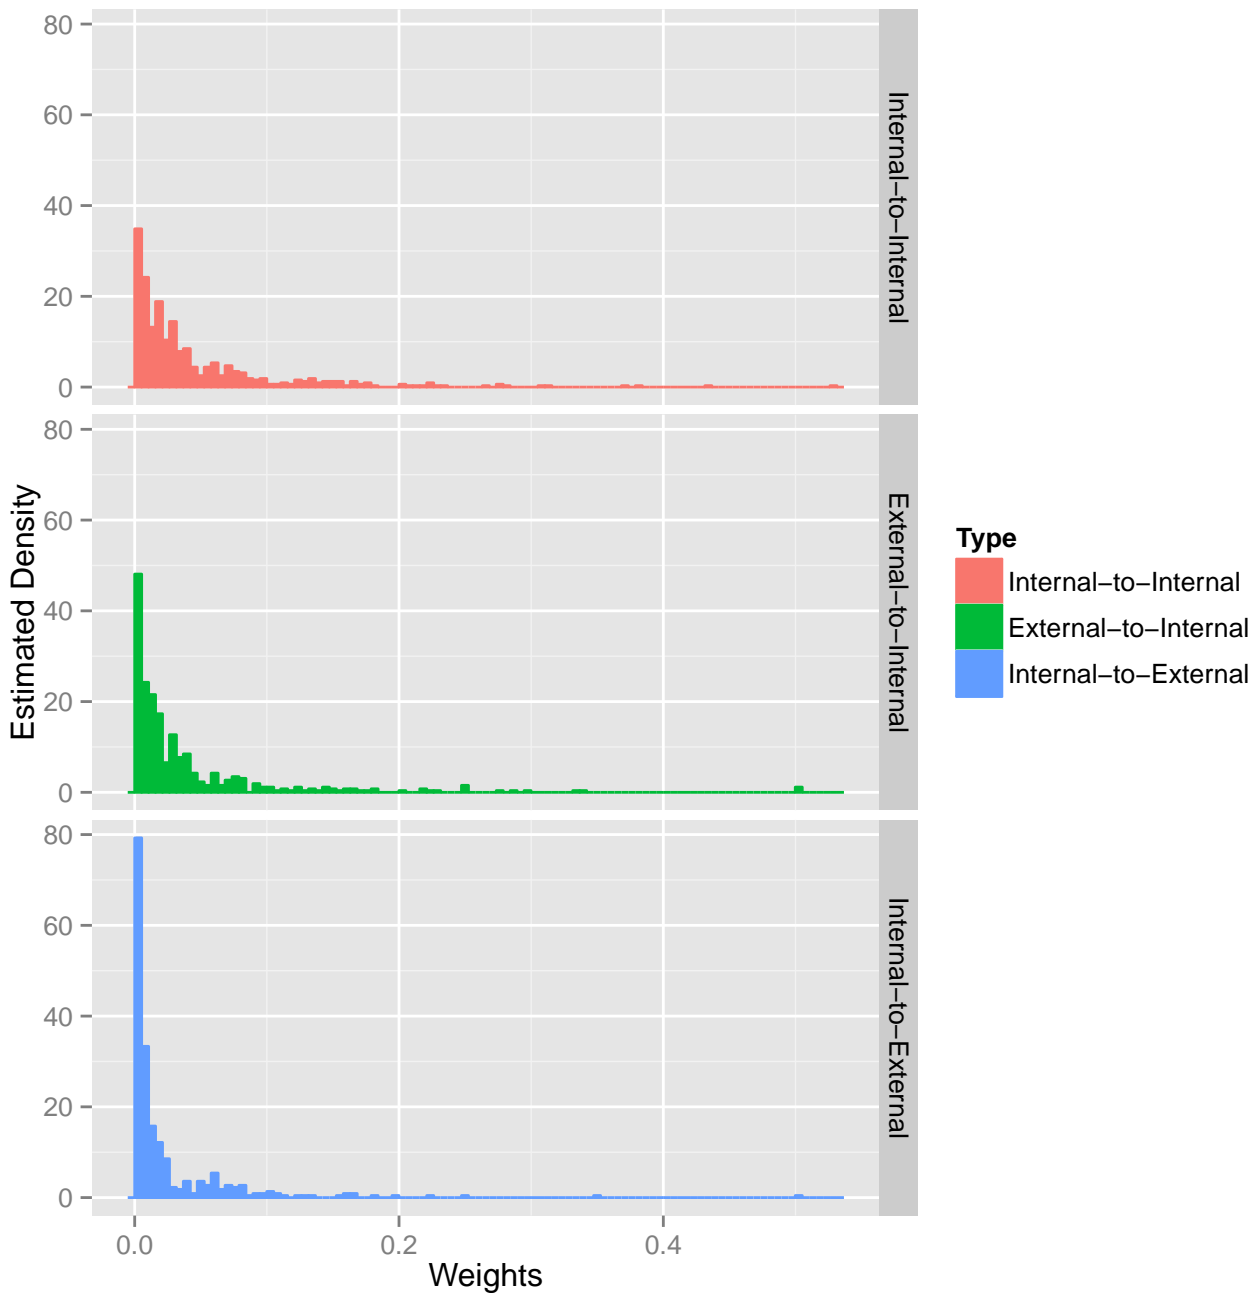 80
60
40
20
0
Internal−to−Internal
80
60
40
20
0
External−to−Internal
80
60
40
20
0
Internal−to−External
0.0
0.2
0.4
Weights
Estimated Density
Type
Internal−to−Internal
External−to−Internal
Internal−to−External